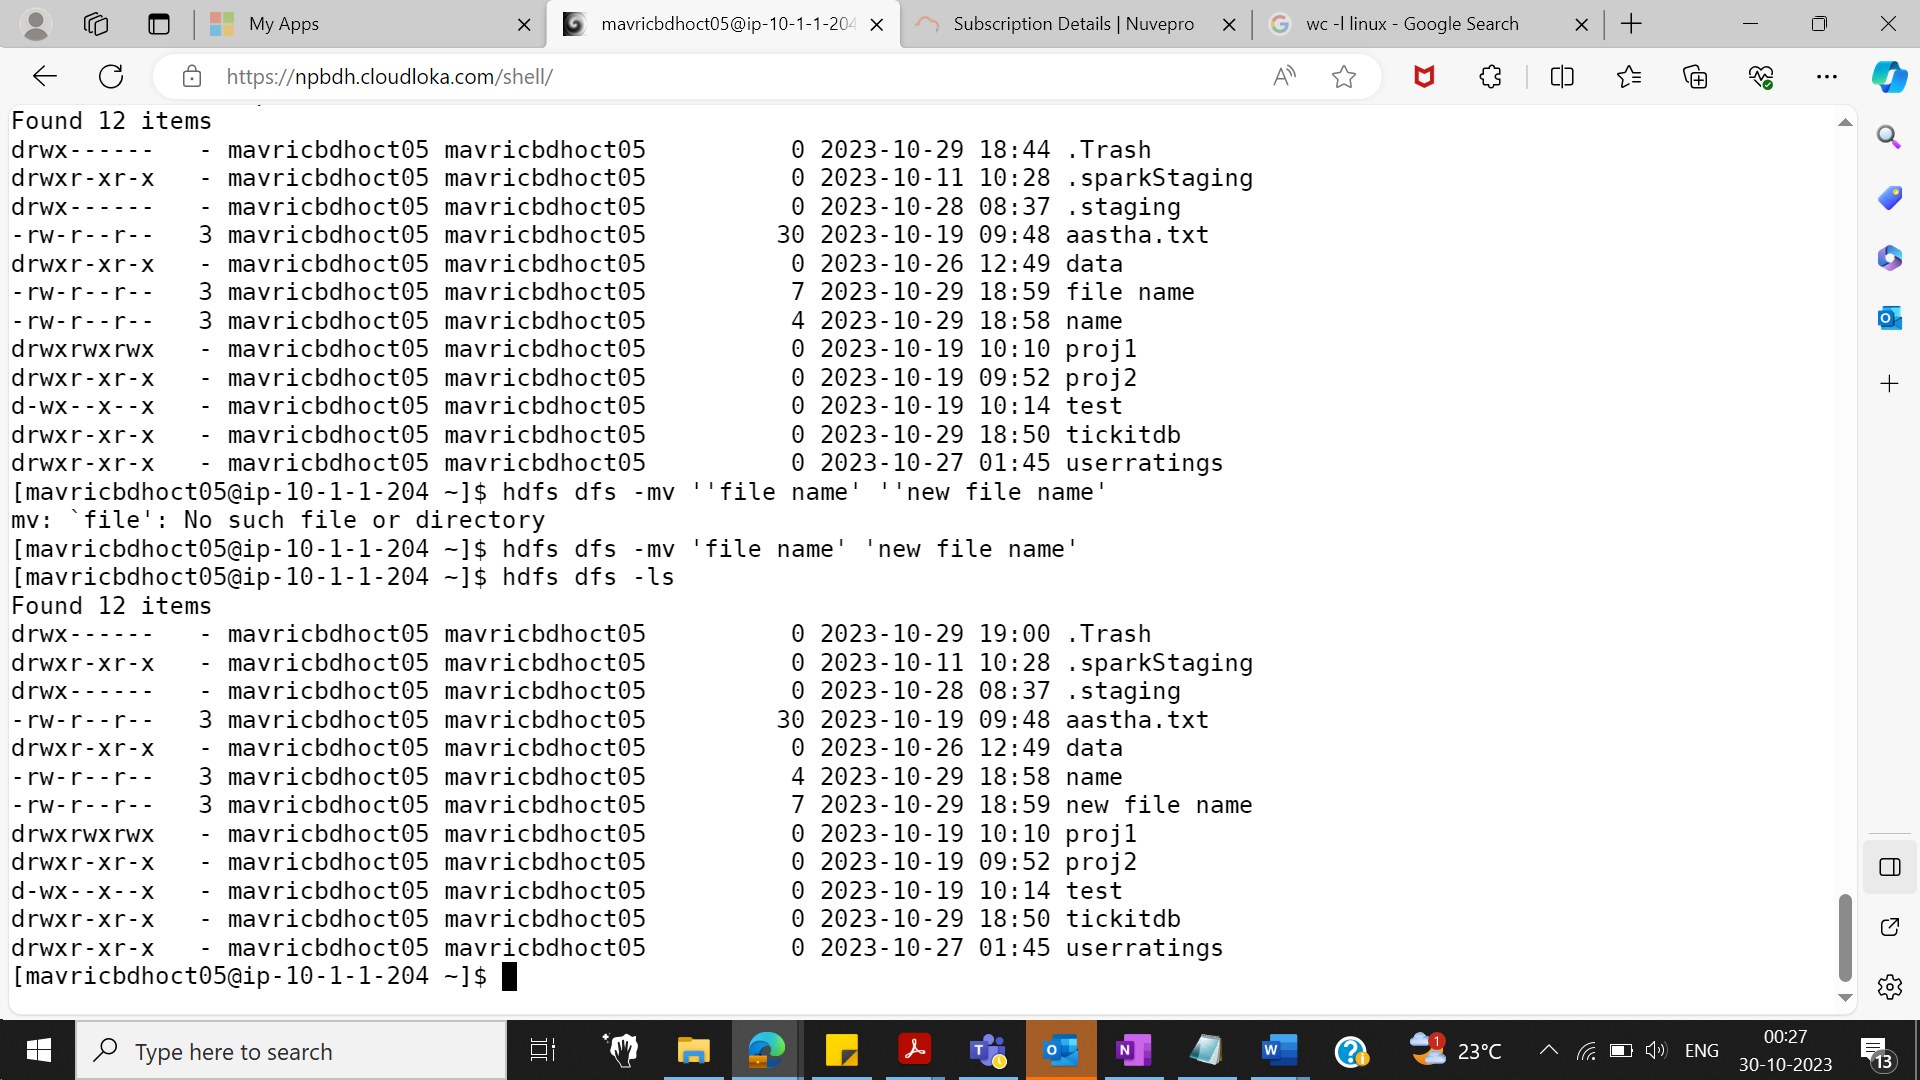 My Apps
mavricbdhoct05@ip-10-1-1-204
Subscription Details | Nuvepro
wc -l linux - Google Search
https://npbdh.cloudloka.com/shell/
Found 12 items
drwx------   - mavricbdhoct05 mavricbdhoct05          0 2023-10-29 18:44 .Trash
drwxr-xr-x   - mavricbdhoct05 mavricbdhoct05          0 2023-10-11 10:28 .sparkStaging
drwx------   - mavricbdhoct05 mavricbdhoct05          0 2023-10-28 08:37 .staging
-rw-r--r--   3 mavricbdhoct05 mavricbdhoct05         30 2023-10-19 09:48 aastha.txt
drwxr-xr-x   - mavricbdhoct05 mavricbdhoct05          0 2023-10-26 12:49 data
-rw-r--r--   3 mavricbdhoct05 mavricbdhoct05          7 2023-10-29 18:59 file name
-rw-r--r--   3 mavricbdhoct05 mavricbdhoct05          4 2023-10-29 18:58 name
drwxrwxrwx   - mavricbdhoct05 mavricbdhoct05          0 2023-10-19 10:10 proj1
drwxr-xr-x   - mavricbdhoct05 mavricbdhoct05          0 2023-10-19 09:52 proj2
d-wx--x--x   - mavricbdhoct05 mavricbdhoct05          0 2023-10-19 10:14 test
drwxr-xr-x   - mavricbdhoct05 mavricbdhoct05          0 2023-10-29 18:50 tickitdb
drwxr-xr-x   - mavricbdhoct05 mavricbdhoct05          0 2023-10-27 01:45 userratings
[mavricbdhoct05@ip-10-1-1-204 ~]$ hdfs dfs -mv ''file name' ''new file name'
mv: `file': No such file or directory
[mavricbdhoct05@ip-10-1-1-204 ~]$ hdfs dfs -mv 'file name' 'new file name'
[mavricbdhoct05@ip-10-1-1-204 ~]$ hdfs dfs -ls
Found 12 items
drwx------   - mavricbdhoct05 mavricbdhoct05          0 2023-10-29 19:00 .Trash
drwxr-xr-x   - mavricbdhoct05 mavricbdhoct05          0 2023-10-11 10:28 .sparkStaging
drwx------   - mavricbdhoct05 mavricbdhoct05          0 2023-10-28 08:37 .staging
-rw-r--r--   3 mavricbdhoct05 mavricbdhoct05         30 2023-10-19 09:48 aastha.txt
drwxr-xr-x   - mavricbdhoct05 mavricbdhoct05          0 2023-10-26 12:49 data
-rw-r--r--   3 mavricbdhoct05 mavricbdhoct05          4 2023-10-29 18:58 name
-rw-r--r--   3 mavricbdhoct05 mavricbdhoct05          7 2023-10-29 18:59 new file name
drwxrwxrwx   - mavricbdhoct05 mavricbdhoct05          0 2023-10-19 10:10 proj1
drwxr-xr-x   - mavricbdhoct05 mavricbdhoct05          0 2023-10-19 09:52 proj2
d-wx--x--x   - mavricbdhoct05 mavricbdhoct05          0 2023-10-19 10:14 test
drwxr-xr-x   - mavricbdhoct05 mavricbdhoct05          0 2023-10-29 18:50 tickitdb
drwxr-xr-x   - mavricbdhoct05 mavricbdhoct05          0 2023-10-27 01:45 userratings
[mavricbdhoct05@ip-10-1-1-204 ~]$
Type here to search
1
23°C
ENG
00:27
30-10-2023
13